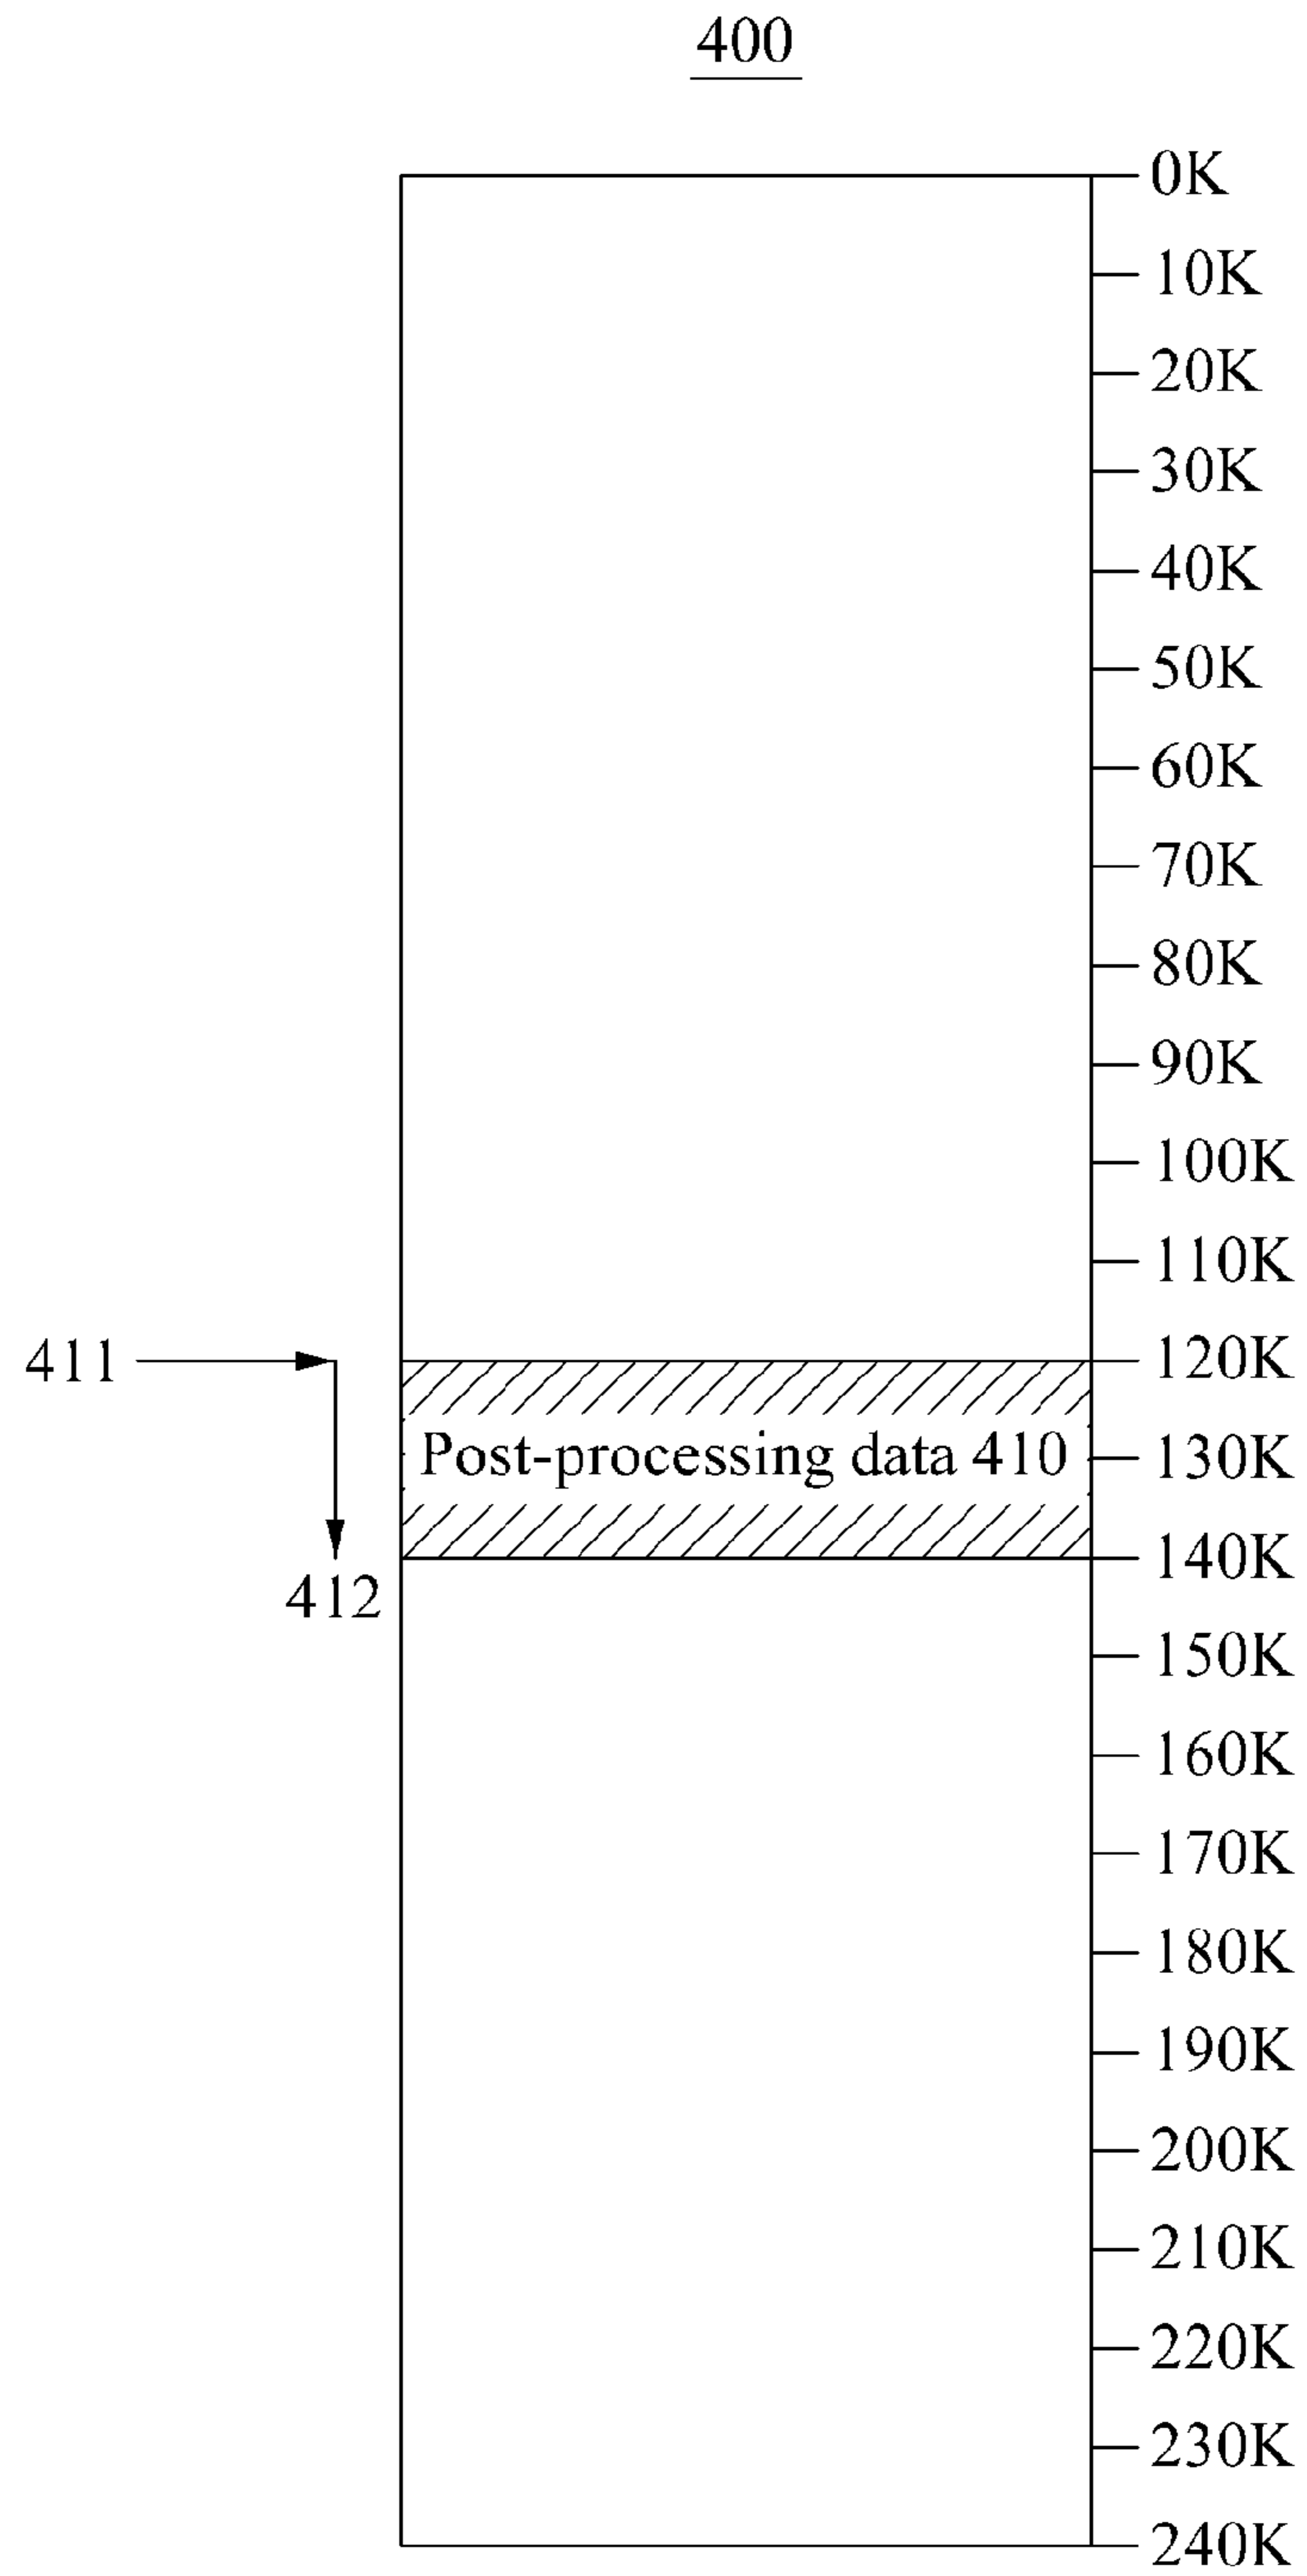 400
0K
10K
20K
30K
40K
50K
60K
70K
80K
90K
100K
110K
411
120K
Post-processing data 410
130K
140K
412
150K
160K
170K
180K
190K
200K
210K
220K
230K
240K